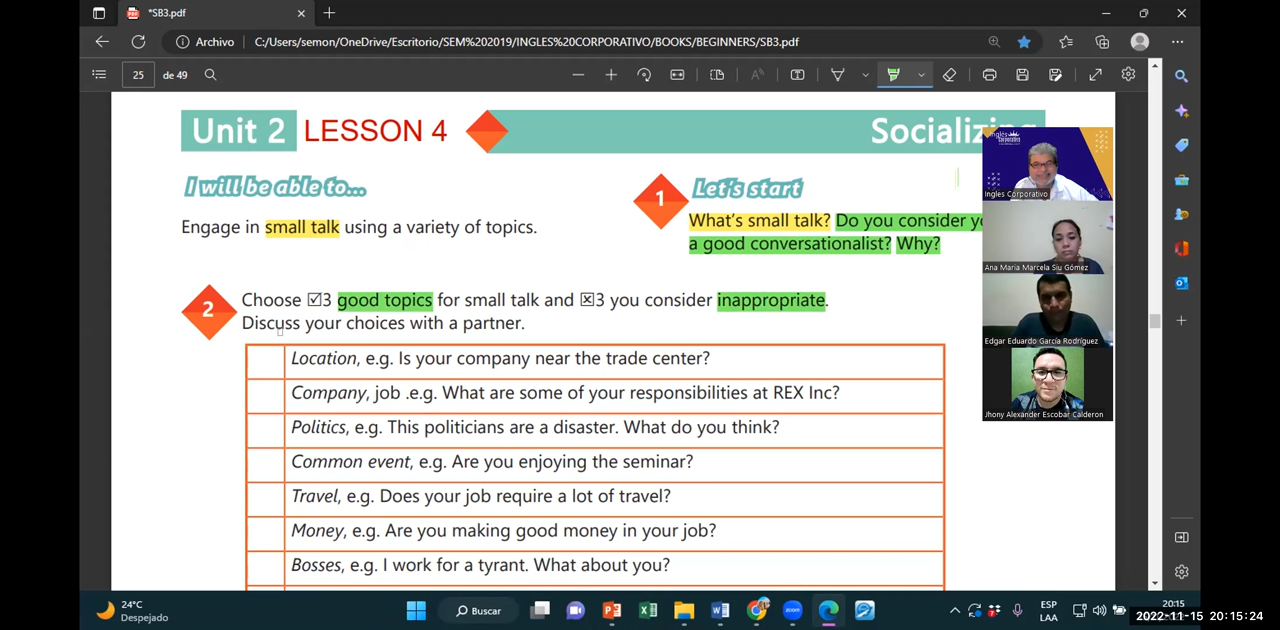 *SB3.pdf
Archivo
C:/Users/semon/OneDrive/Escritorio/SEM%202019/INGLES%20CORPORATIVO/BOOKS/BEGINNERS/SB3.pdf
25
de 49
Unit 2 LESSON 4
I will be able to...
Engage in small talk using a variety of topics.
1
Let's start
What's small talk? Do you consider
a good conversationalist? Why?
Ingles Corporativo
Ana Maria Marcela Siu Gómez
Edgar Eduardo García Rodríguez
Jhony Alexander Escobar Calderon
2
Choose ☑3 good topics for small talk and ☒3 you consider inappropriate.
Discuss your choices with a partner.
Location, e.g. Is your company near the trade center?
Company, job .e.g. What are some of your responsibilities at REX Inc?
Politics, e.g. This politicians are a disaster. What do you think?
Common event, e.g. Are you enjoying the seminar?
Travel, e.g. Does your job require a lot of travel?
Money, e.g. Are you making good money in your job?
Bosses, e.g. I work for a tyrant. What about you?
24°C
Despejado
Buscar
ESP
LAA
20:15
2022-11-15 20:15:24